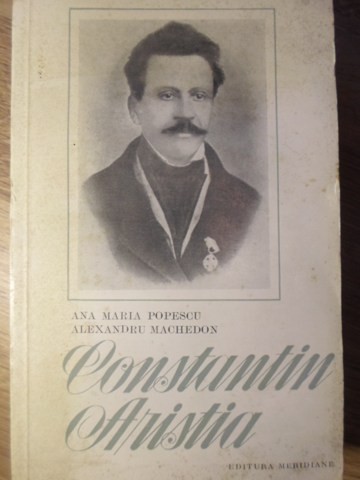 ANA MARIA POPESCU
ALEXANDRU MACHEDON
Constantin
Aristia
EDITURA MERIDIANE